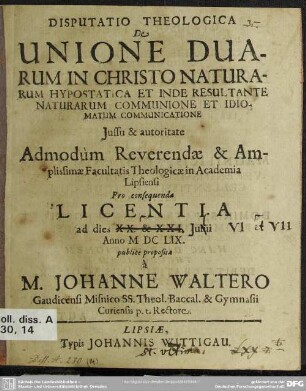 DISPUTATIO THEOLOGICA
De
UNIONE DUA-
RUM IN CHRISTO NATURA-
RUM HYPOSTATICA ET INDE RESULTANTE
NATURARUM COMMUNIONE ET IDIO-
MATUM COMMUNICATIONE
Jussu & autoritate
Admodùm Reverendæ & Am-
plissimæ Facultatis Theologicæ in Academia
Lipsiensi
Pro consequenda
LICENTIA
ad dies XX. & XXI. Junii VI et VII
Anno M DC LIX.
publicè proposita
à
M. JOHANNE WALTERO
Gaudicensi Misnico SS. Theol. Baccal. & Gymnasii
Curiensis p. t. Rectore.
LIPSIÆ,
Typis JOHANNIS WITTIGAU.
oll. diss. A
30, 14